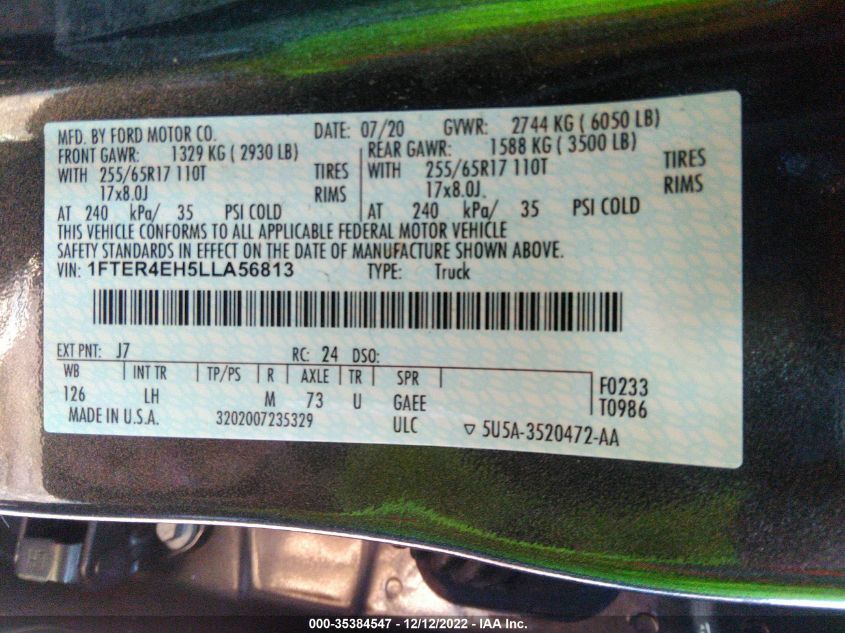 MFD. BY FORD MOTOR CO. DATE: 07/20 GVWR: 2744 KG ( 6050 LB)
FRONT GAWR: 1329 KG ( 2930 LB) REAR GAWR: 1588 KG ( 3500 LB)
WITH 255/65R17 110T TIRES WITH 255/65R17 110T TIRES
17x8.0J RIMS 17x8.0J RIMS
AT 240 kPa/ 35 PSI COLD AT 240 kPa/ 35 PSI COLD
THIS VEHICLE CONFORMS TO ALL APPLICABLE FEDERAL MOTOR VEHICLE
SAFETY STANDARDS IN EFFECT ON THE DATE OF MANUFACTURE SHOWN ABOVE.
VIN: 1FTER4EH5LLA56813 TYPE: Truck
EXT PNT: J7 RC: 24 DSO:
WB INT TR TP/PS R AXLE TR SPR F0233
126 LH M 73 U GAEE T0986
MADE IN U.S.A. 3202007235329 ULC ▽ 5U5A-3520472-AA
000-35384547 - 12/12/2022 - IAA Inc.